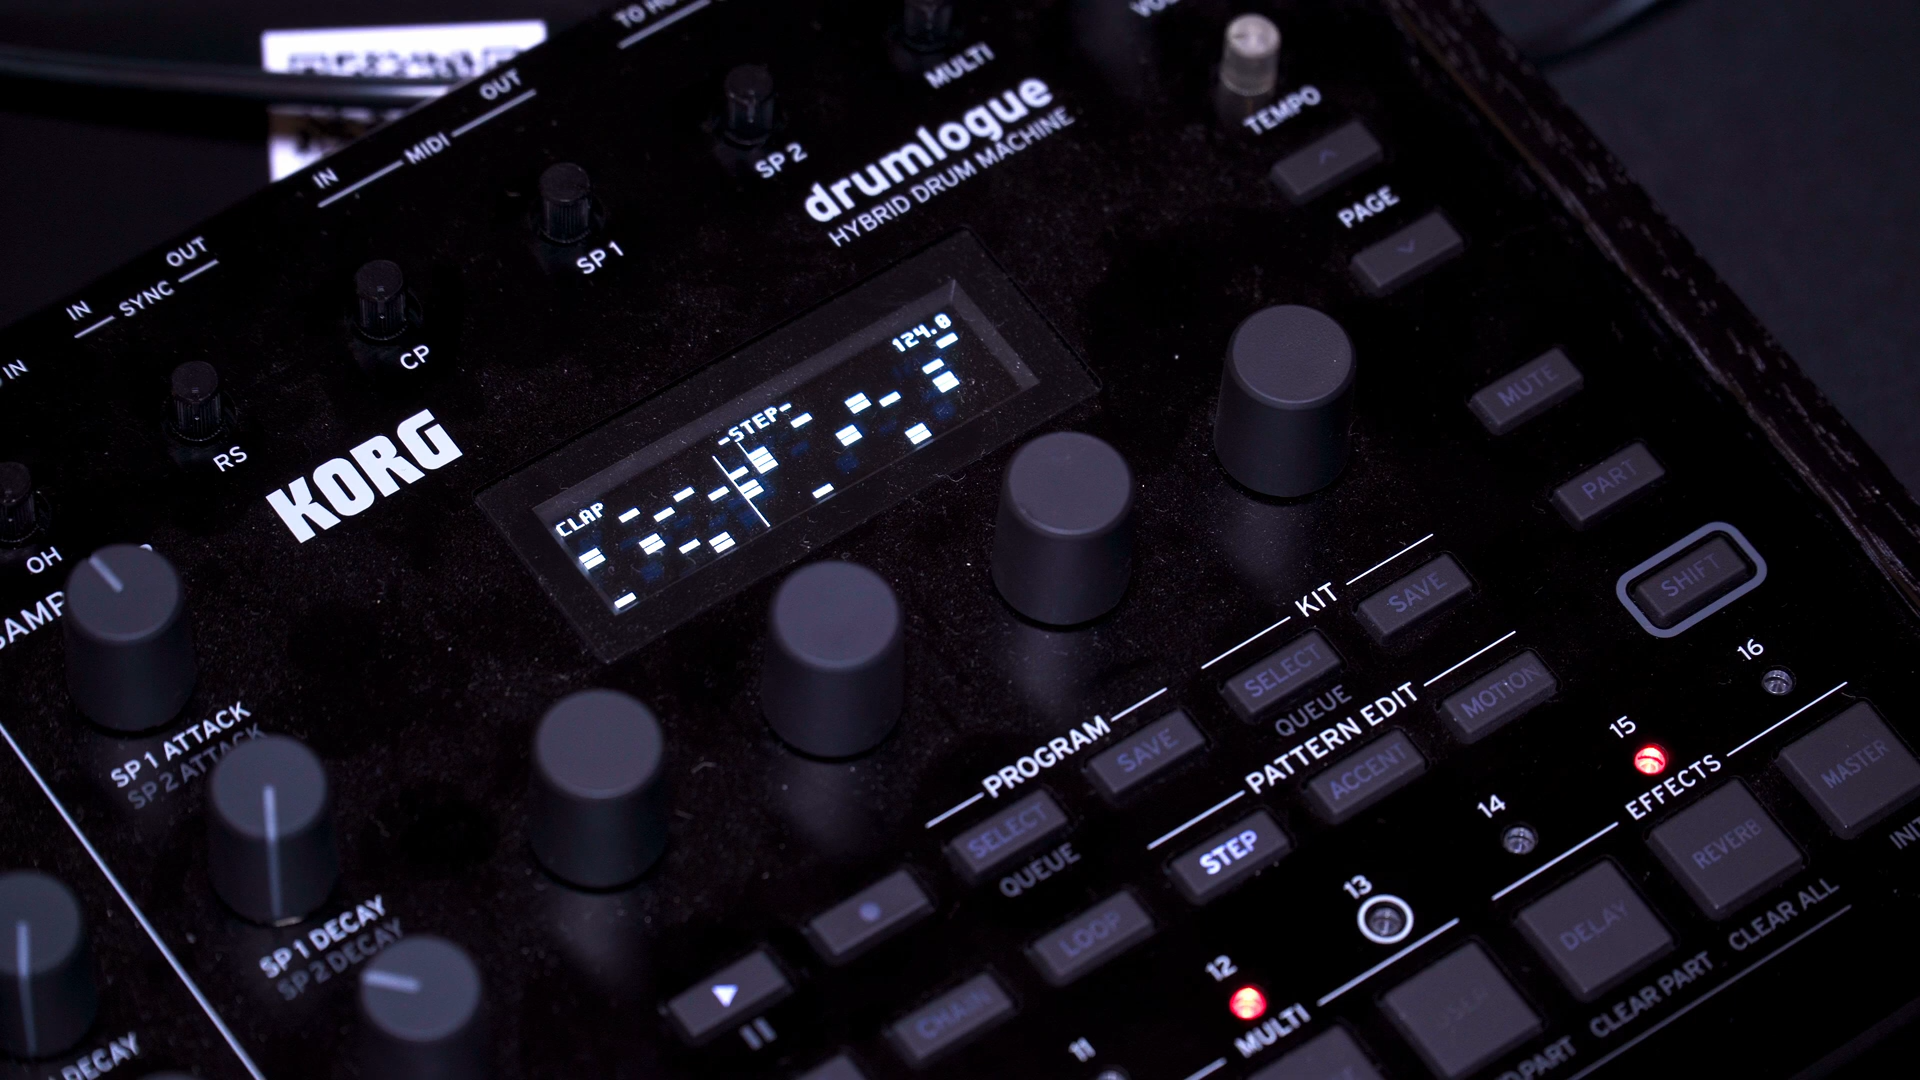 TO
MULTI
TEMPO
OUT
MIDI
IN
SP 2
drumlogue
HYBRID DRUM MACHINE
PAGE
SP 1
OUT
SYNC
IN
CP
IN
RS
KORG
OH
124.0
-STEP-
CLAP
MUTE
PART
SHIFT
KIT
SAVE
SELECT
QUEUE
PROGRAM
SAVE
SELECT
QUEUE
PATTERN EDIT
MOTION
ACCENT
STEP
LOOP
CHAIN
SP 1 ATTACK
SP 2 ATTACK
SP 1 DECAY
SP 2 DECAY
DECAY
16
15
14
13
12
11
EFFECTS
MASTER
REVERB
DELAY
CLEAR ALL
CLEAR PART
MULTI